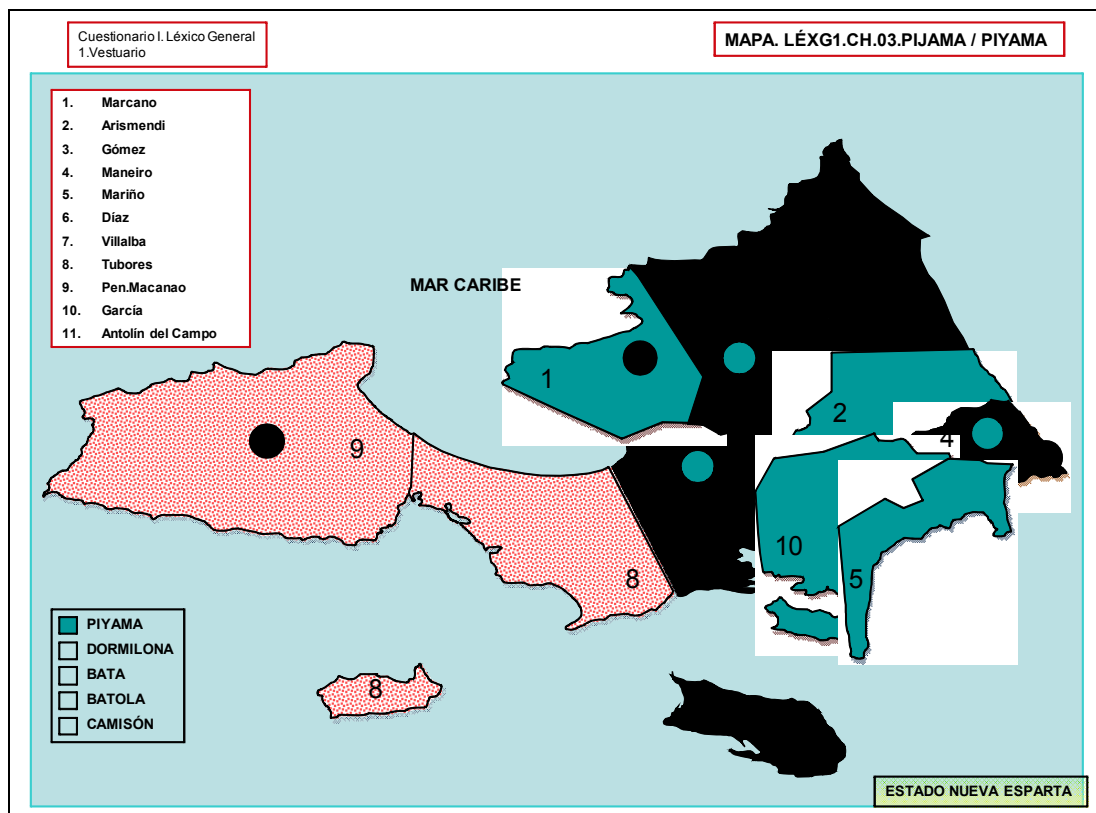 Cuestionario I. Léxico General
1.Vestuario
MAPA. LÉXG1.CH.03.PIJAMA / PIYAMA
1. Marcano
2. Arismendi
3. Gómez
4. Maneiro
5. Mariño
6. Díaz
7. Villalba
8. Tubores
9. Pen.Macanao
10. García
11. Antolín del Campo
MAR CARIBE
1
2
4
9
10
8
5
8
PIYAMA
DORMILONA
BATA
BATOLA
CAMISÓN
ESTADO NUEVA ESPARTA